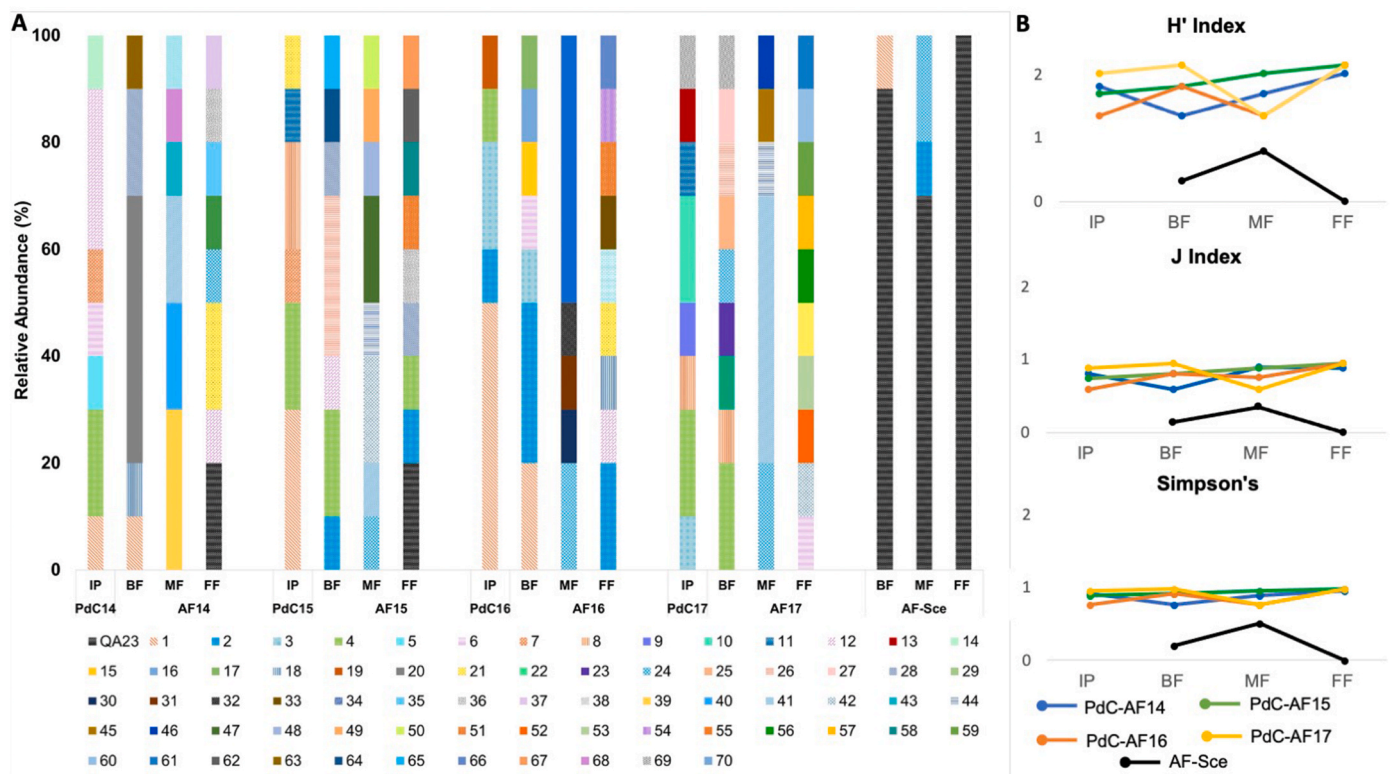 A
Relative Abundance (%)
100
80
60
40
20
0
IP BF MF FF IP BF MF FF IP BF MF FF IP BF MF FF BF MF FF
PdC14 AF14 PdC15 AF15 PdC16 AF16 PdC17 AF17 AF-Sce
QA23 1 2 3 4 5 6 7 8 9 10 11 12 13 14
15 16 17 18 19 20 21 22 23 24 25 26 27 28 29
30 31 32 33 34 35 36 37 38 39 40 41 42 43 44
45 46 47 48 49 50 51 52 53 54 55 56 57 58 59
60 61 62 63 64 65 66 67 68 69 70
B
H' Index
2
1
0
IP BF MF FF
J Index
2
1
0
IP BF MF FF
Simpson's
2
1
0
IP BF MF FF
PdC-AF14 PdC-AF15
PdC-AF16 PdC-AF17
AF-Sce